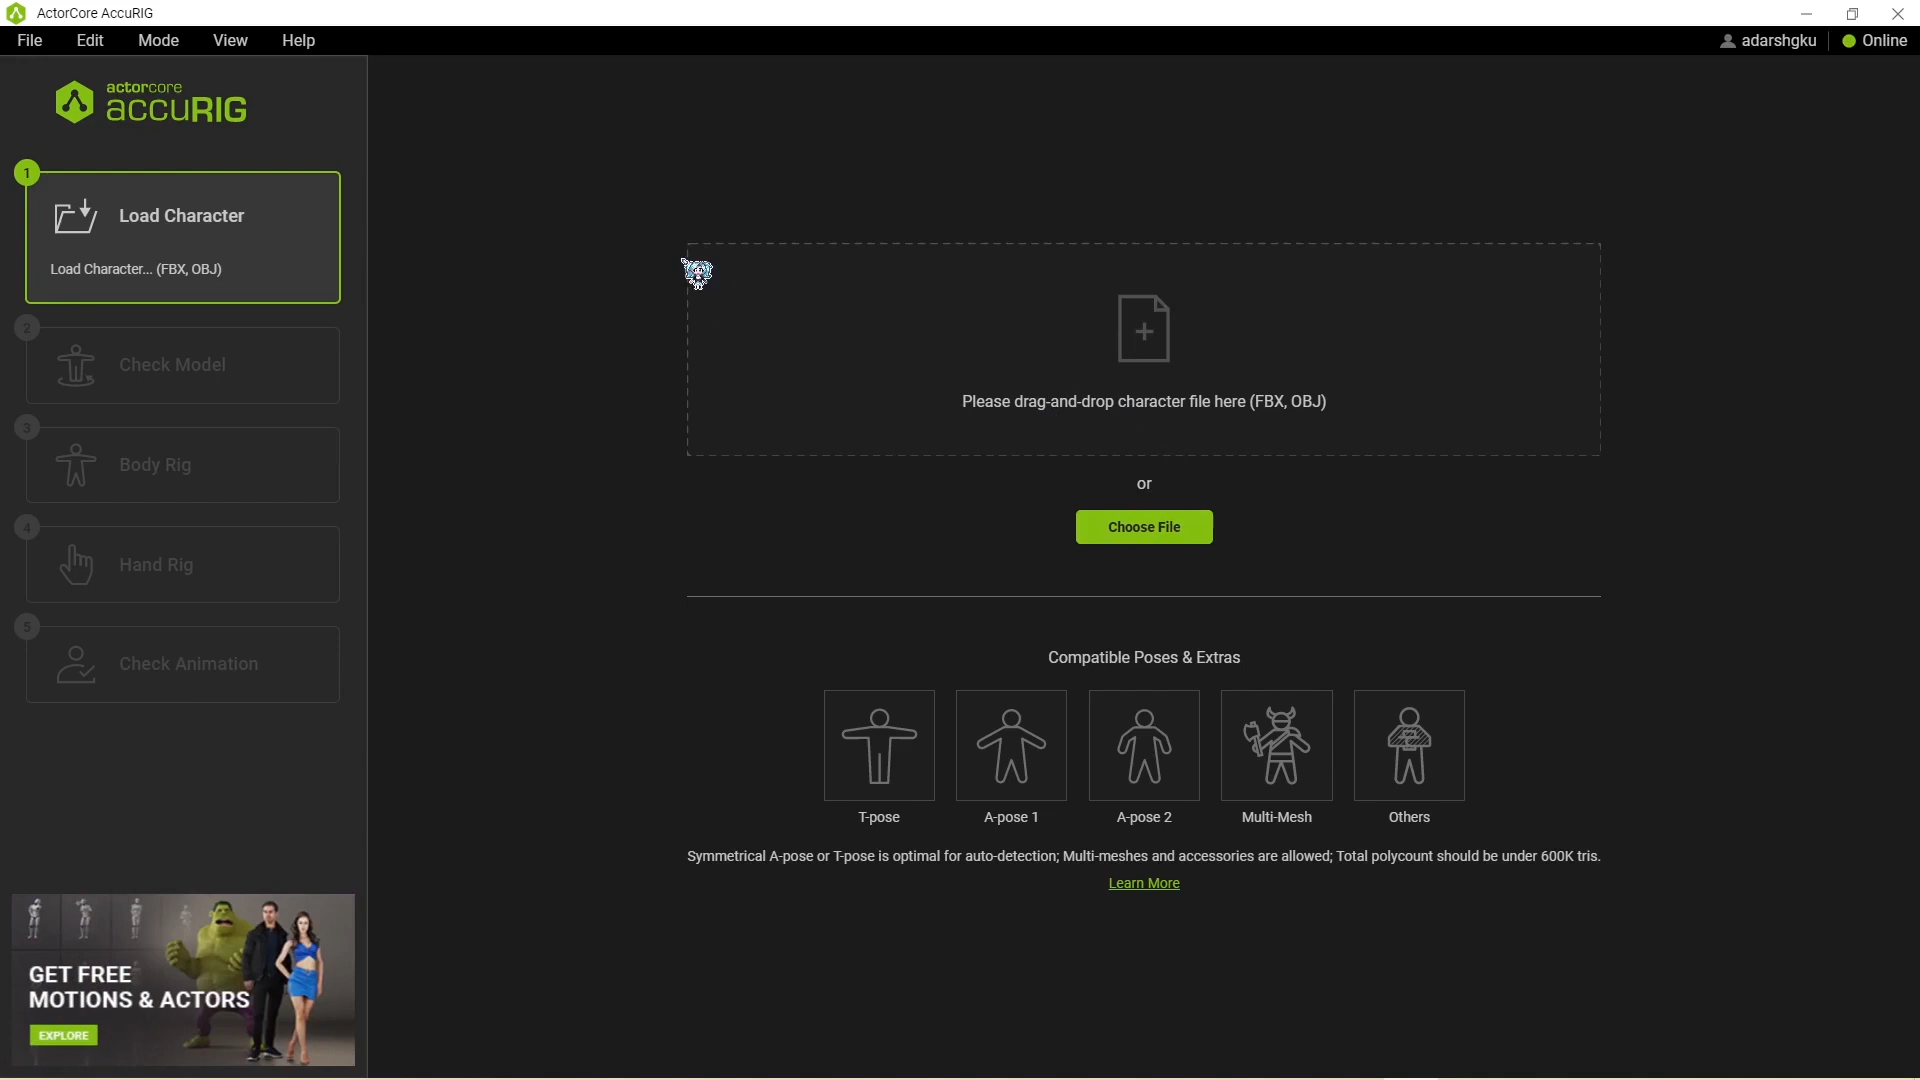 ActorCore AccuRIG
File Edit Mode View Help
adarshgku
Online
actorcore
accuRIG
1
Load Character
Load Character... (FBX, OBJ)
2
Check Model
3
Body Rig
4
Hand Rig
5
Check Animation
GET FREE
MOTIONS & ACTORS
EXPLORE
Please drag-and-drop character file here (FBX, OBJ)
or
Choose File
Compatible Poses & Extras
T-pose A-pose 1 A-pose 2 Multi-Mesh Others
Symmetrical A-pose or T-pose is optimal for auto-detection; Multi-meshes and accessories are allowed; Total polycount should be under 600K tris.
Learn More